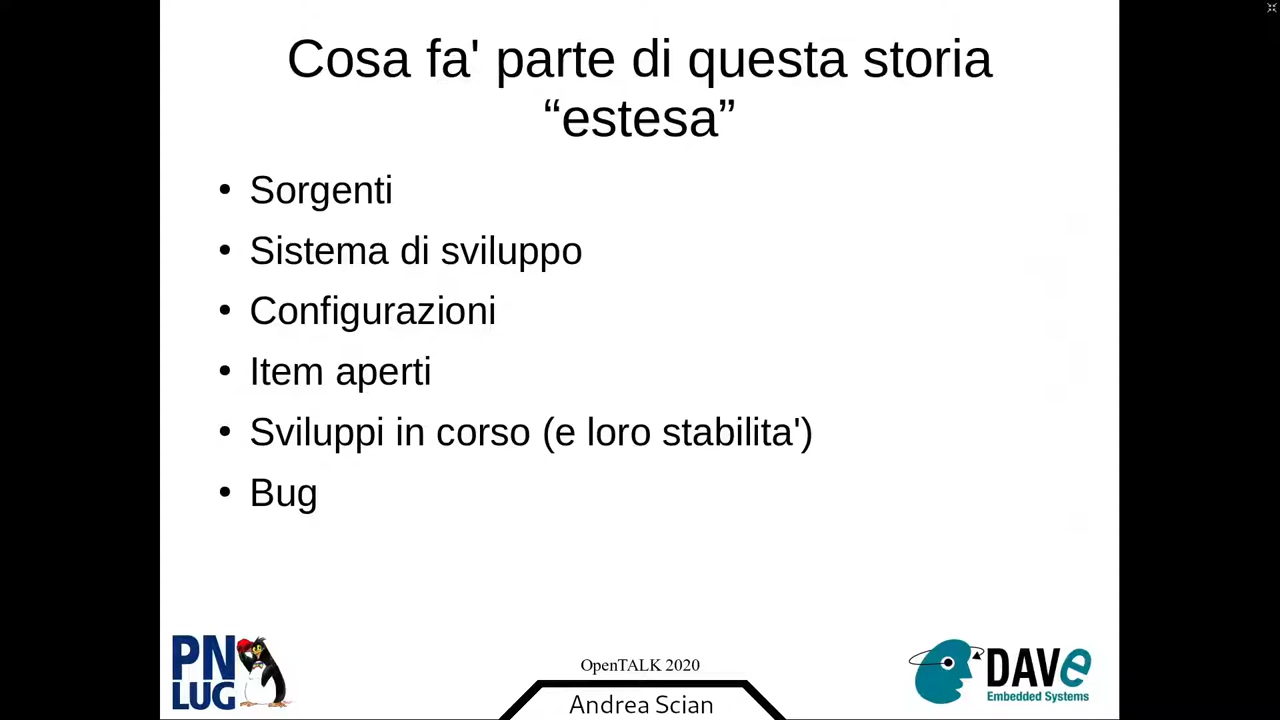 Cosa fa' parte di questa storia
“estesa”
• Sorgenti
• Sistema di sviluppo
• Configurazioni
• Item aperti
• Sviluppi in corso (e loro stabilita')
• Bug
PN
LUG
OpenTALK 2020
Andrea Scian
DAVe
Embedded Systems